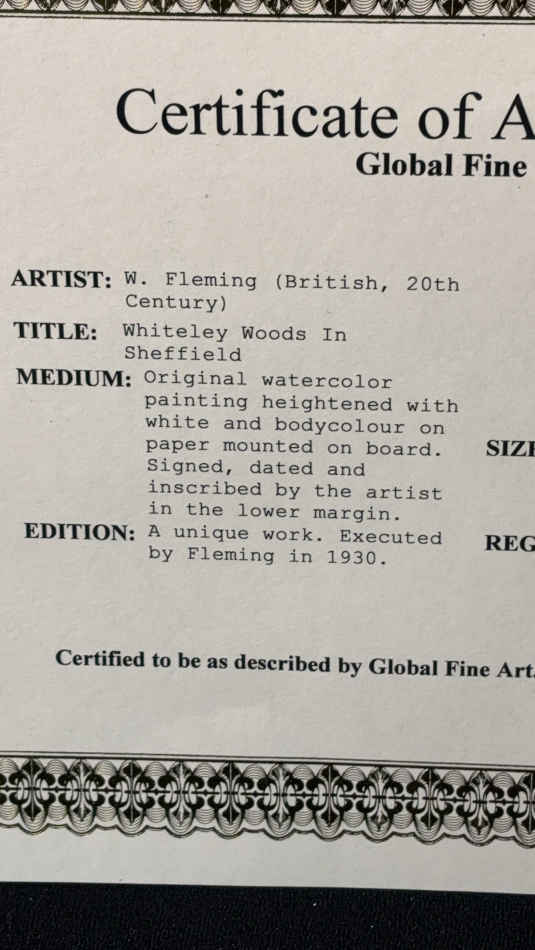 Certificate of A
Global Fine
ARTIST: W. Fleming (British, 20th
Century)
TITLE: Whiteley Woods In
Sheffield
MEDIUM: Original watercolor
painting heightened with
white and bodycolour on
paper mounted on board.
Signed, dated and
inscribed by the artist
in the lower margin.
SIZE
EDITION: A unique work. Executed
by Fleming in 1930.
REG
Certified to be as described by Global Fine Art.